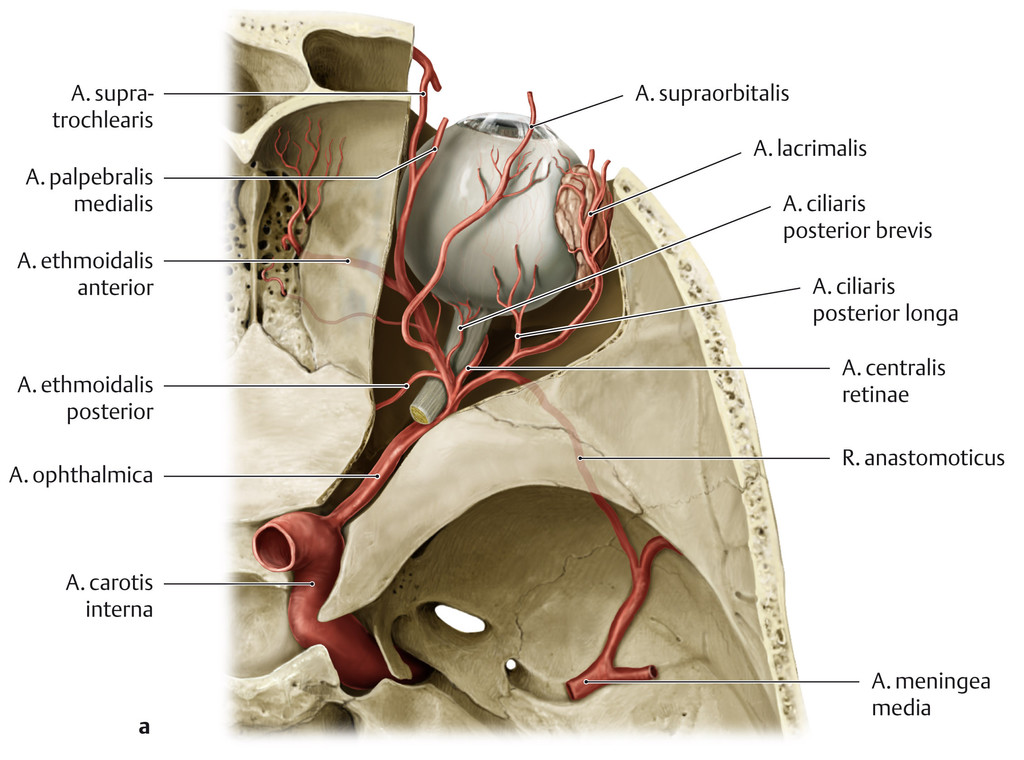 A. supra-
trochlearis
A. palpebralis
medialis
A. ethmoidalis
anterior
A. ethmoidalis
posterior
A. ophthalmica
A. carotis
interna
a
A. supraorbitalis
A. lacrimalis
A. ciliaris
posterior brevis
A. ciliaris
posterior longa
A. centralis
retinae
R. anastomoticus
A. meningea
media